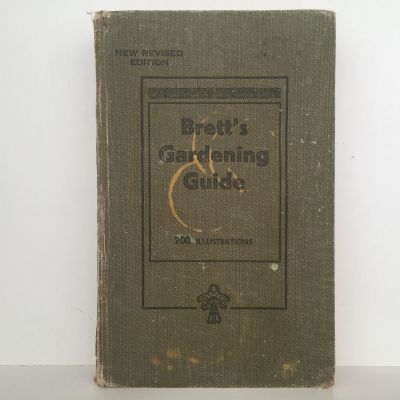 NEW REVISED
EDITION
Brett's
Gardening
Guide
200 ILLUSTRATIONS